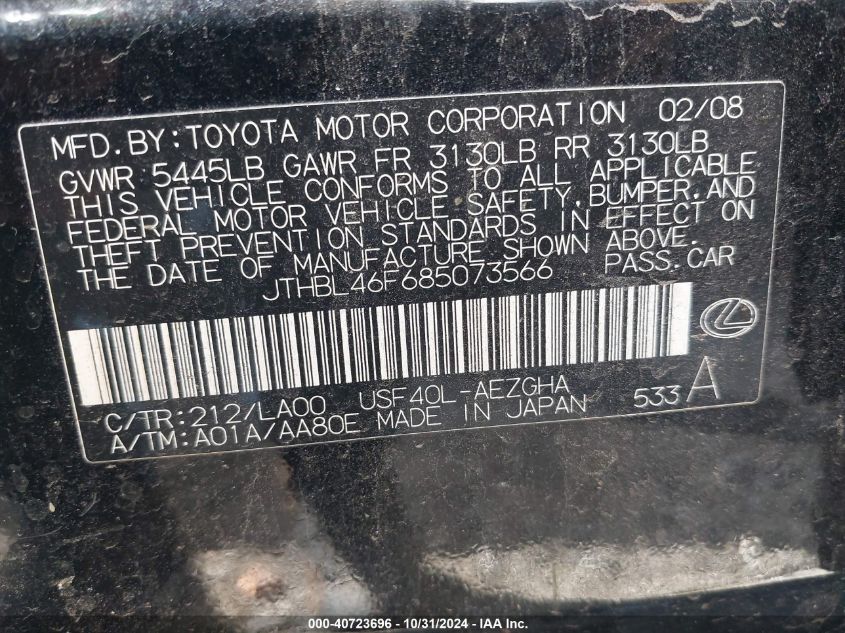 MFD.BY:TOYOTA MOTOR CORPORATION 02/08
GVWR 5445LB GAWR FR 3130LB RR 3130LB
THIS VEHICLE CONFORMS TO ALL APPLICABLE
FEDERAL MOTOR VEHICLE SAFETY,BUMPER,AND
THEFT PREVENTION STANDARDS IN EFFECT ON
THE DATE OF MANUFACTURE SHOWN ABOVE.
JTHBL46F685073566 PASS.CAR
C/TR:212/LA00 USF40L-AEZGHA 533 A
A/TM:A01A/AA80E MADE IN JAPAN
000-40723696 - 10/31/2024 - IAA Inc.